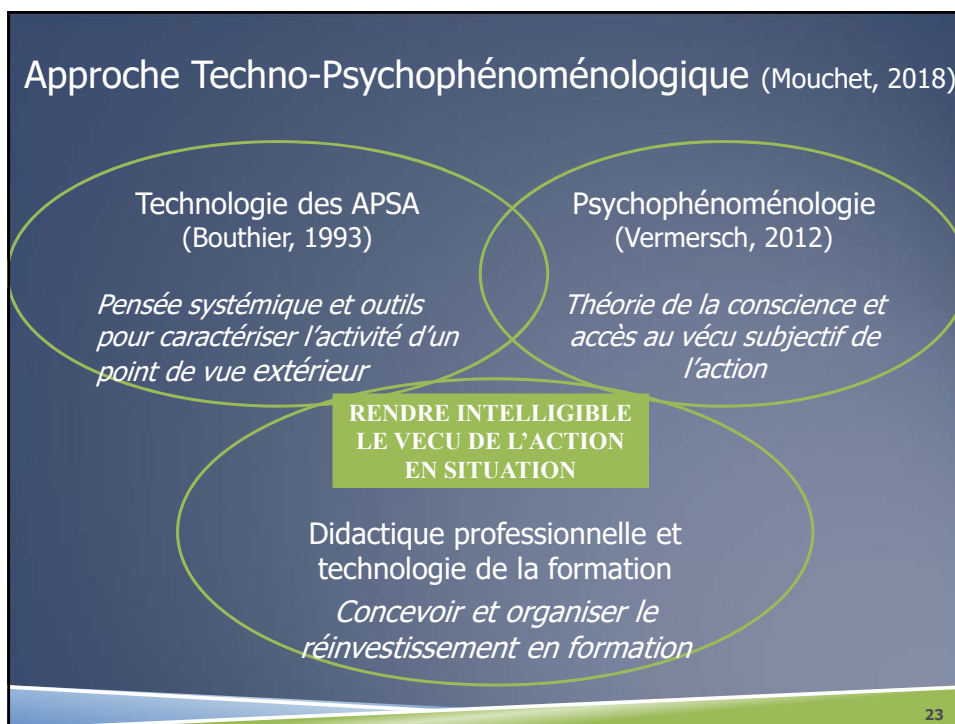 Approche Techno-Psychophénoménologique (Mouchet, 2018)
Technologie des APSA
(Bouthier, 1993)
Pensée systémique et outils
pour caractériser l’activité d’un
point de vue extérieur
Psychophénoménologie
(Vermersch, 2012)
Théorie de la conscience et
accès au vécu subjectif de
l’action
RENDRE INTELLIGIBLE
LE VECU DE L’ACTION
EN SITUATION
Didactique professionnelle et
technologie de la formation
Concevoir et organiser le
réinvestissement en formation
23